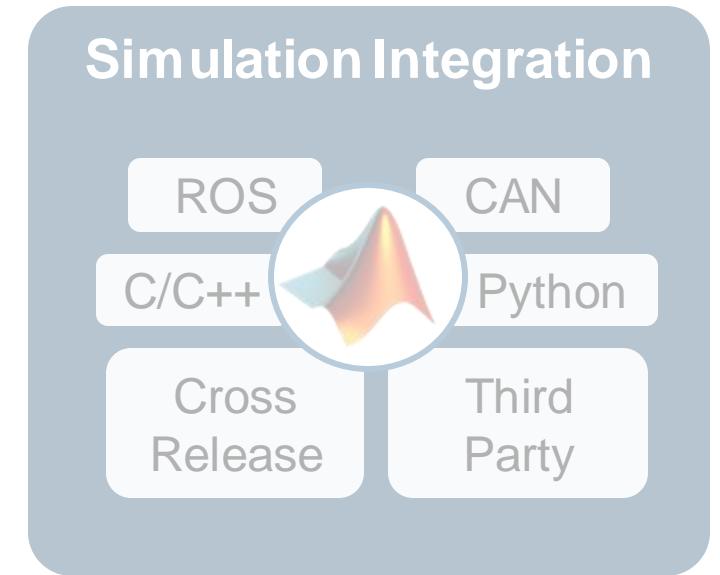 Simulation Integration
ROS
CAN
C/C++
Python
Cross
Release
Third
Party